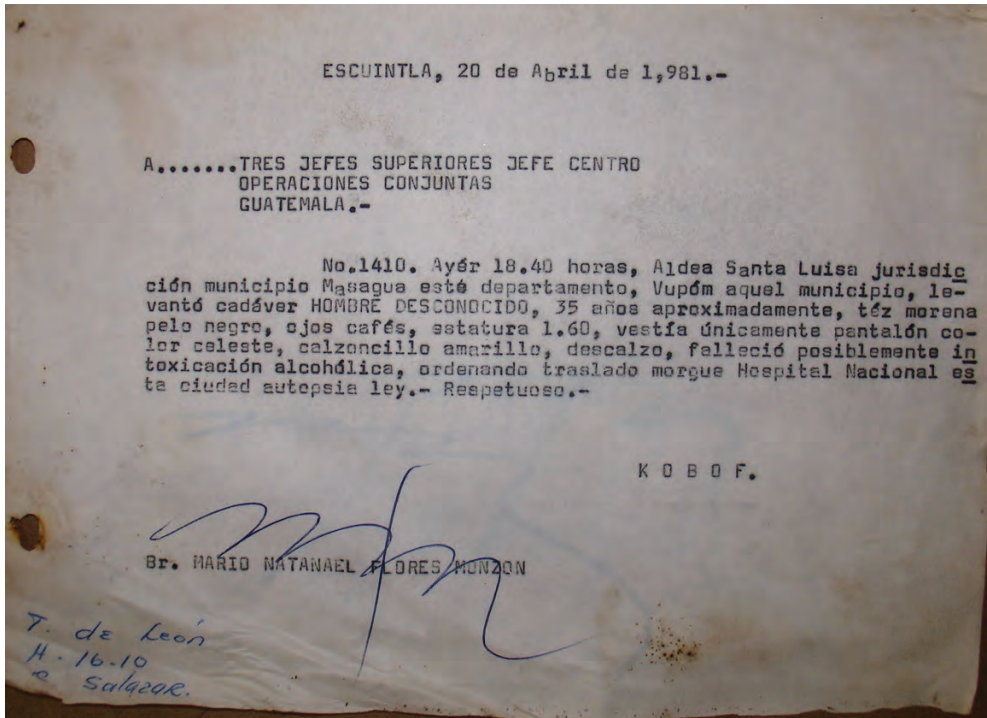 ESCUINTLA, 20 de Abril de 1,981.-
A.......TRES JEFES SUPERIORES JEFE CENTRO
OPERACIONES CONJUNTAS
GUATEMALA.-
No.1410. Ayér 18.40 horas, Aldea Santa Luisa jurisdic
ción municipio Masagua esté departamento, Vupóm aquel municipio, le-
vantó cadáver HOMBRE DESCONOCIDO, 35 años aproximadamente, téz morena
pelo negro, ojos cafés, estatura 1.60, vestía únicamente pantalón co-
lor celeste, calzoncillo amarillo, descalzo, falleció posiblemente in
toxicación alcohólica, ordenando traslado morgue Hospital Nacional es
ta ciudad autopsia ley.- Respetuoso.-
K O B O F.
Br. MARIO NATANAEL FLORES MONZON
T. de León
H. 16.10
Salazar.